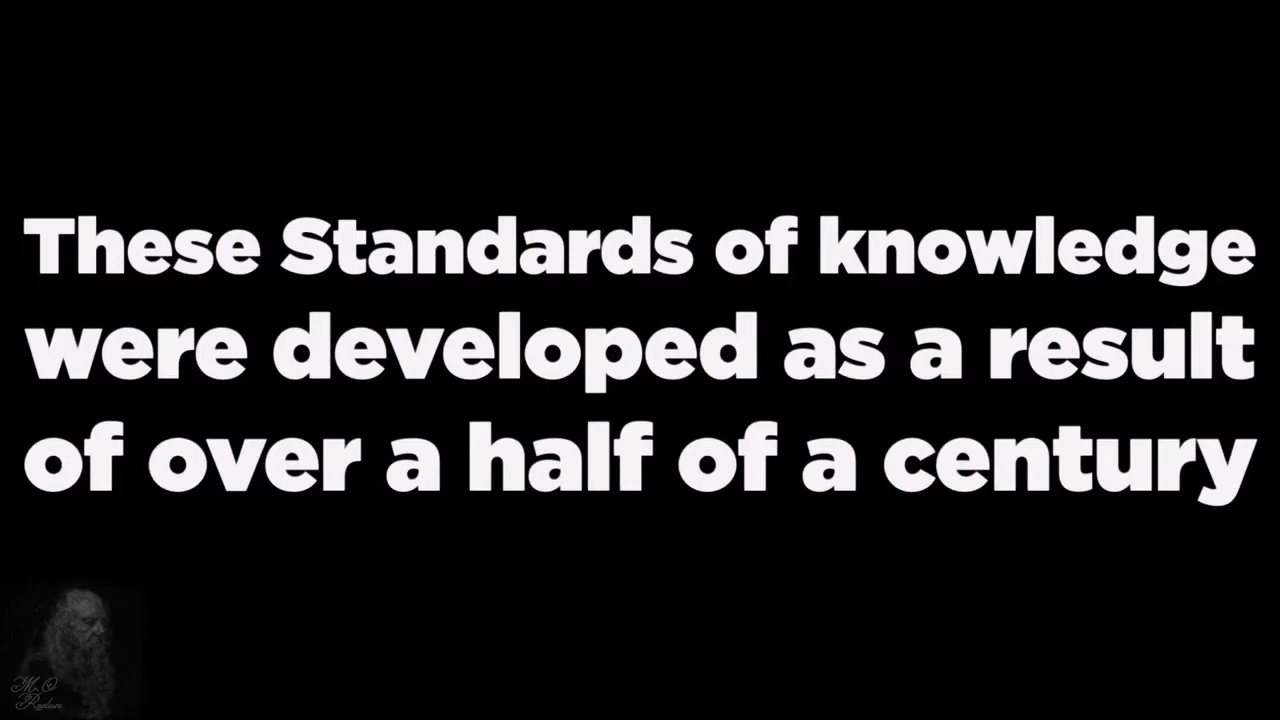 These Standards of knowledge
were developed as a result
of over a half of a century
M. O